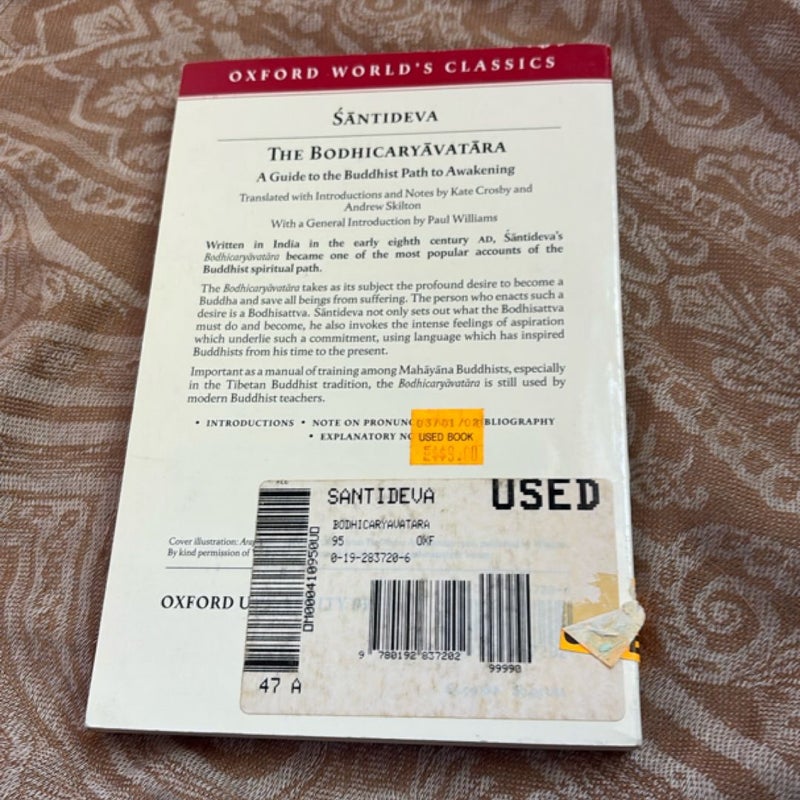 OXFORD WORLD'S CLASSICS
ŚĀNTIDEVA
THE BODHICARYĀVATĀRA
A Guide to the Buddhist Path to Awakening
Translated with Introductions and Notes by Kate Crosby and
Andrew Skilton
With a General Introduction by Paul Williams
Written in India in the early eighth century AD, Śāntideva's
Bodhicaryāvatāra became one of the most popular accounts of the
Buddhist spiritual path.
The Bodhicaryāvatāra takes as its subject the profound desire to become a
Buddha and save all beings from suffering. The person who enacts such a
desire is a Bodhisattva. Śāntideva not only sets out what the Bodhisattva
must do and become, he also invokes the intense feelings of aspiration
which underlie such a commitment, using language which has inspired
Buddhists from his time to the present.
Important as a manual of training among Mahāyāna Buddhists, especially
in the Tibetan Buddhist tradition, the Bodhicaryāvatāra is still used by
modern Buddhist teachers.
• INTRODUCTIONS • NOTE ON PRONUNC BLIOGRAPHY
• EXPLANATORY NO
03/01/02
USED BOOK
SANTIDEVA USED
BODHICARYAVATARA
95 OXF
0-19-283720-6
DM000410950UD
Cover illustration:
By kind permission of
OXFORD U
9 780192 837202
99990
47 A